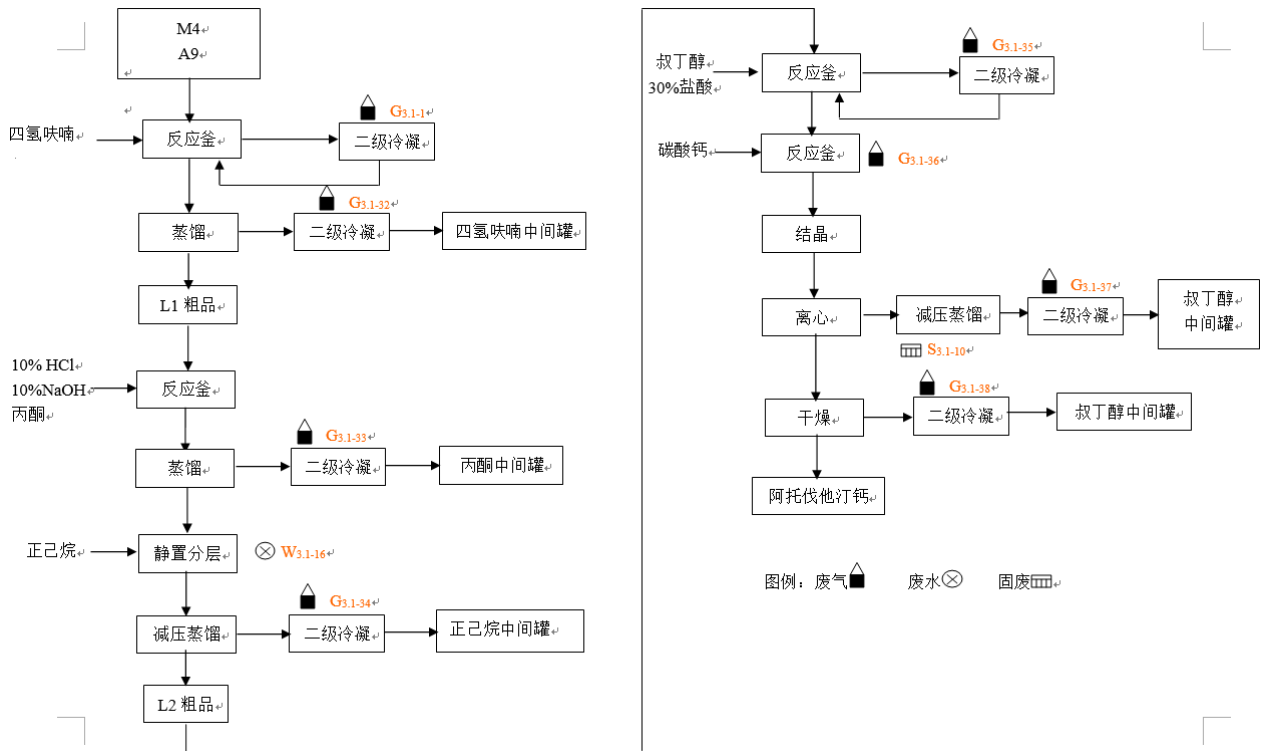 M4
A9
四氢呋喃
反应釜
G3.1-1
二级冷凝
蒸馏
G3.1-32
二级冷凝
四氢呋喃中间罐
L1 粗品
10% HCl
10%NaOH
丙酮
反应釜
蒸馏
G3.1-33
二级冷凝
丙酮中间罐
正己烷
静置分层
W3.1-16
减压蒸馏
G3.1-34
二级冷凝
正己烷中间罐
L2 粗品
叔丁醇
30%盐酸
反应釜
G3.1-35
二级冷凝
碳酸钙
反应釜
G3.1-36
结晶
离心
减压蒸馏
G3.1-37
二级冷凝
叔丁醇
中间罐
S3.1-10
干燥
G3.1-38
二级冷凝
叔丁醇中间罐
阿托伐他汀钙
图例：废气 废水 固废